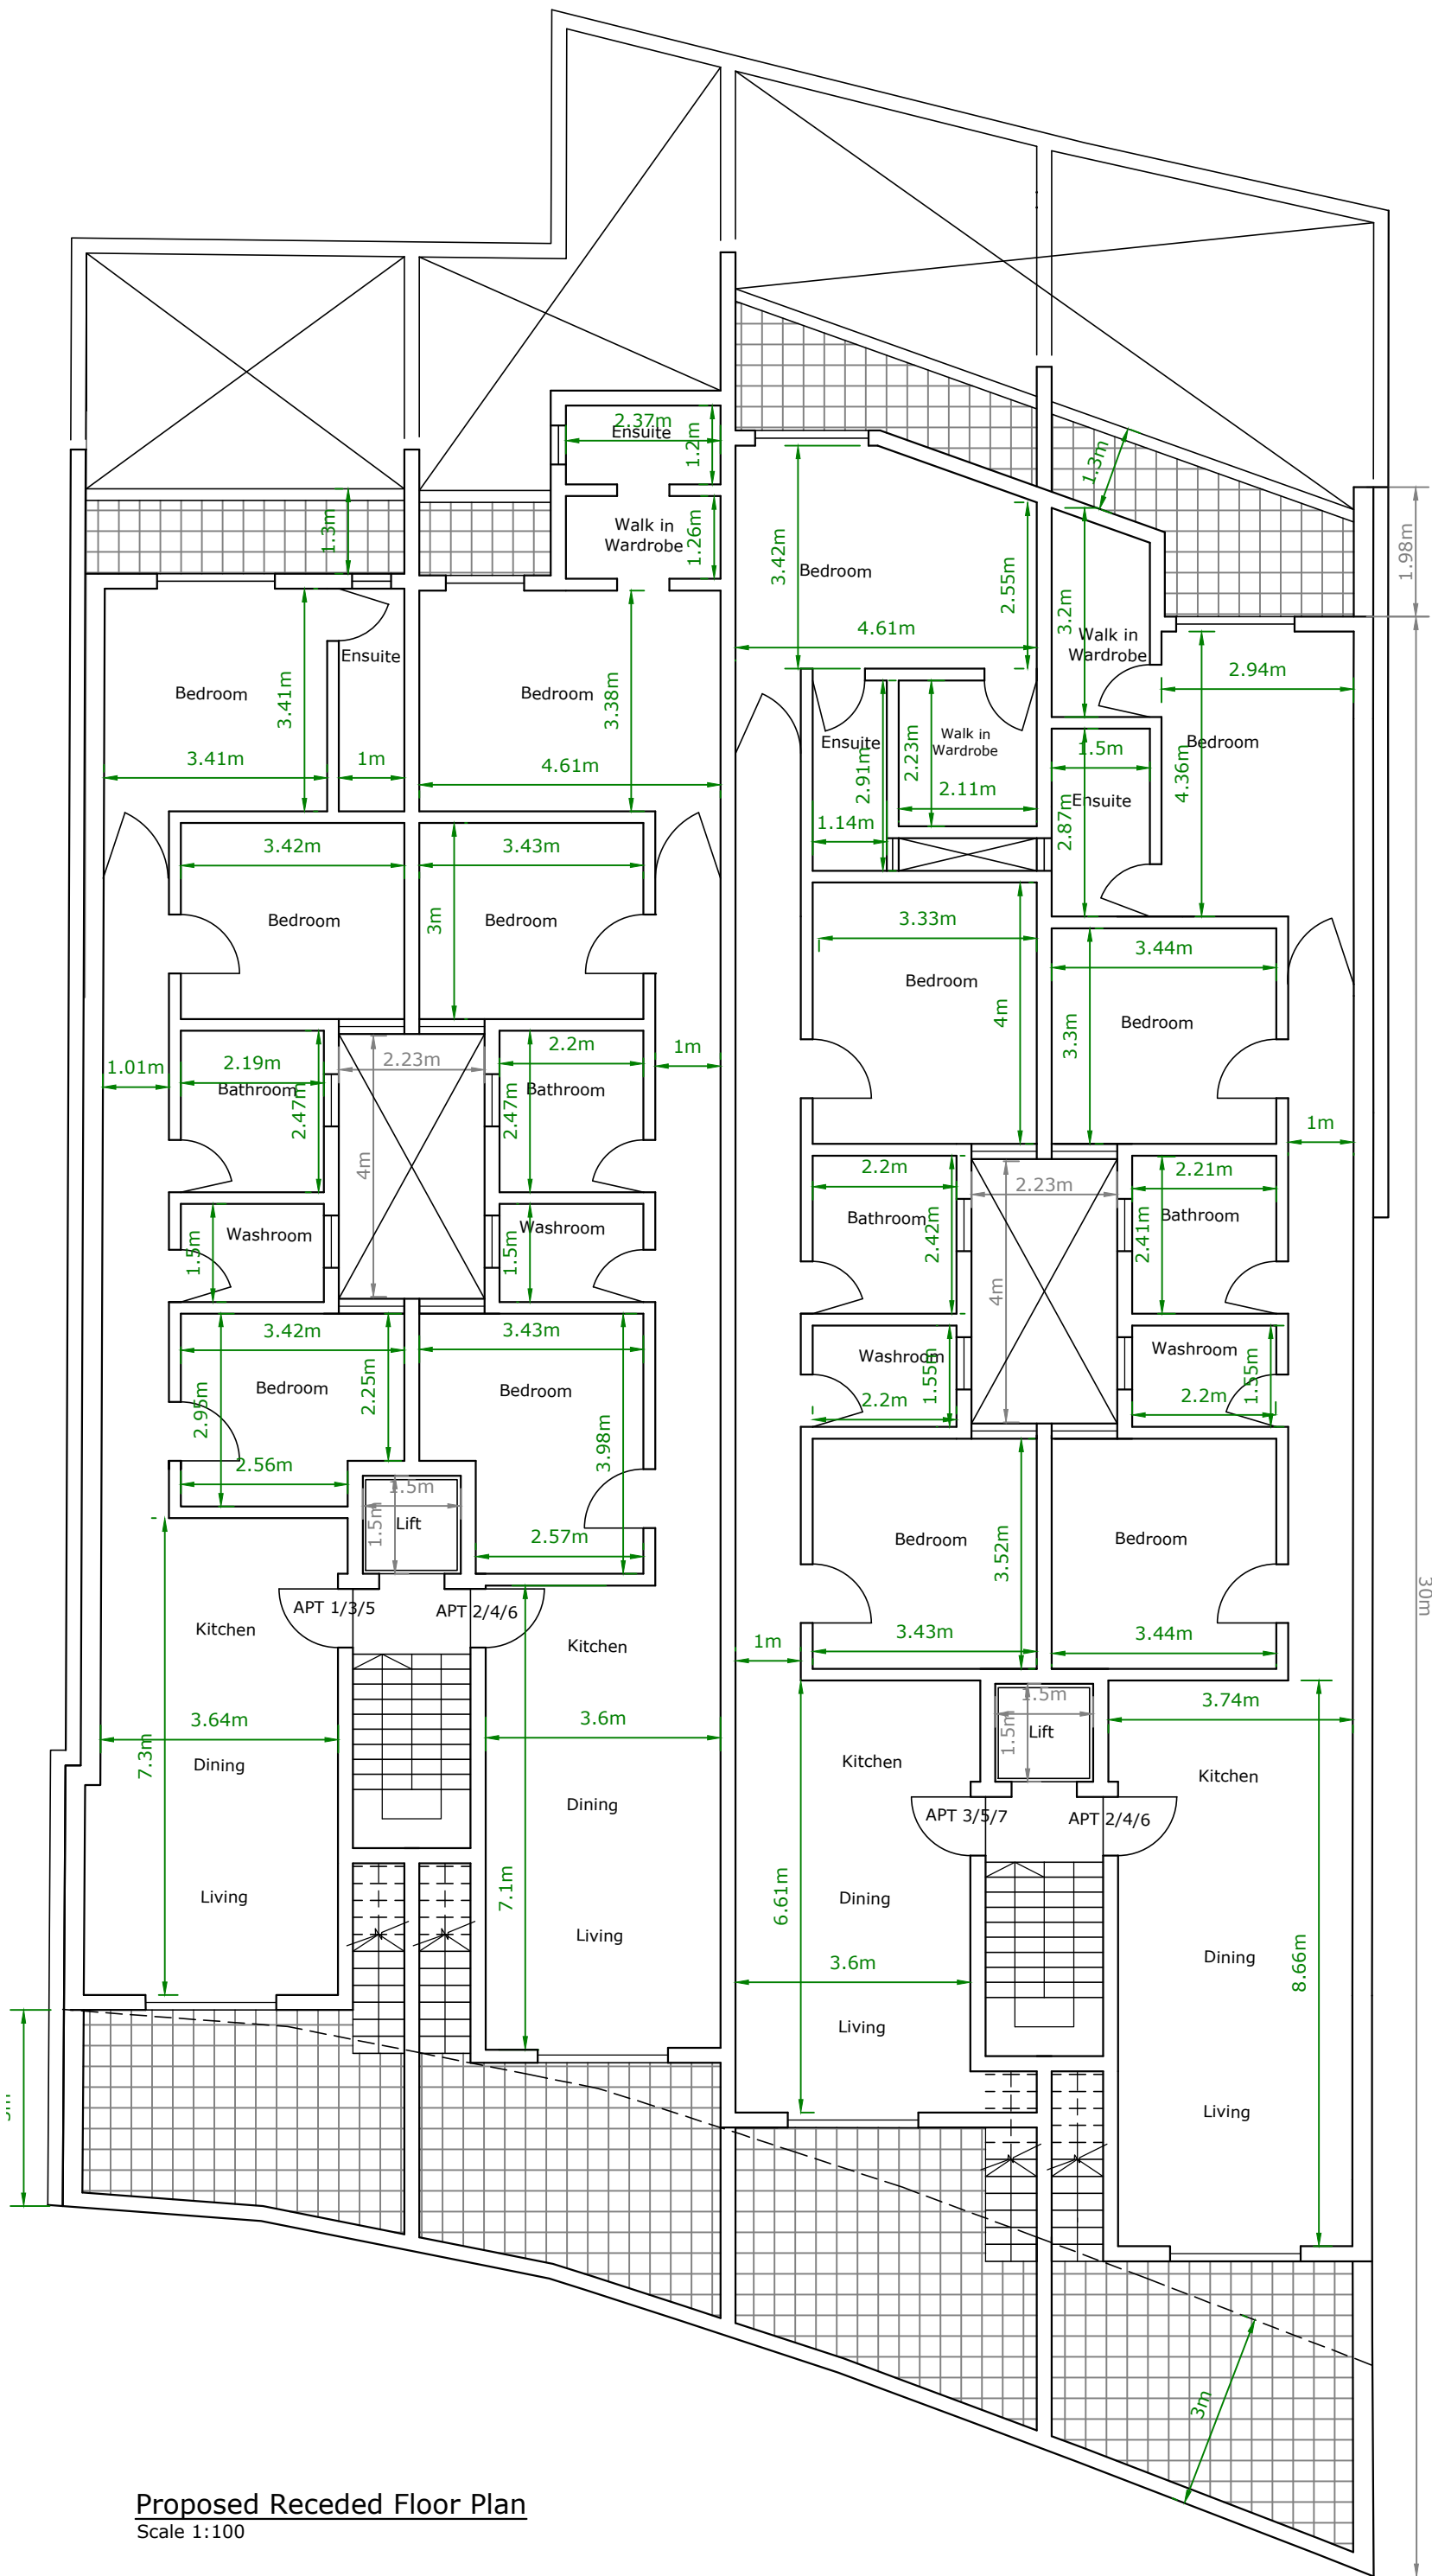 2.37m
Ensuite
1.2m
Walk in
Wardrobe
1.26m
1.3m
1.3m
1.98m
3.42m
Bedroom
2.55m
4.61m
3.2m
Walk in
Wardrobe
2.94m
Bedroom
4.36m
Ensuite
Bedroom
3.41m
3.41m
1m
Bedroom
3.38m
4.61m
Ensuite
2.91m
2.23m
Walk in
Wardrobe
2.11m
1.14m
1.5m
Ensuite
2.87m
3.42m
Bedroom
3.43m
3m
Bedroom
3.33m
Bedroom
4m
3.44m
3.3m
Bedroom
1.01m
2.19m
Bathroom
2.47m
2.23m
4m
2.2m
Bathroom
2.47m
1m
1m
2.2m
Bathroom
2.42m
2.23m
4m
2.21m
Bathroom
2.41m
Washroom
1.5m
Washroom
1.5m
Washroom
1.55m
2.2m
Washroom
1.55m
2.2m
3.42m
Bedroom
2.95m
2.25m
2.56m
3.43m
Bedroom
3.98m
2.57m
1.5m
1.5m
Lift
Bedroom
3.52m
3.43m
Bedroom
3.44m
30m
APT 1/3/5
APT 2/4/6
Kitchen
Kitchen
1m
3.64m
7.3m
Dining
3.6m
Dining
7.1m
Living
Living
1.5m
1.5m
Lift
3.74m
Kitchen
Kitchen
APT 3/5/7
APT 2/4/6
6.61m
Dining
3.6m
Living
Dining
8.66m
Living
3m
Proposed Receded Floor Plan
Scale 1:100